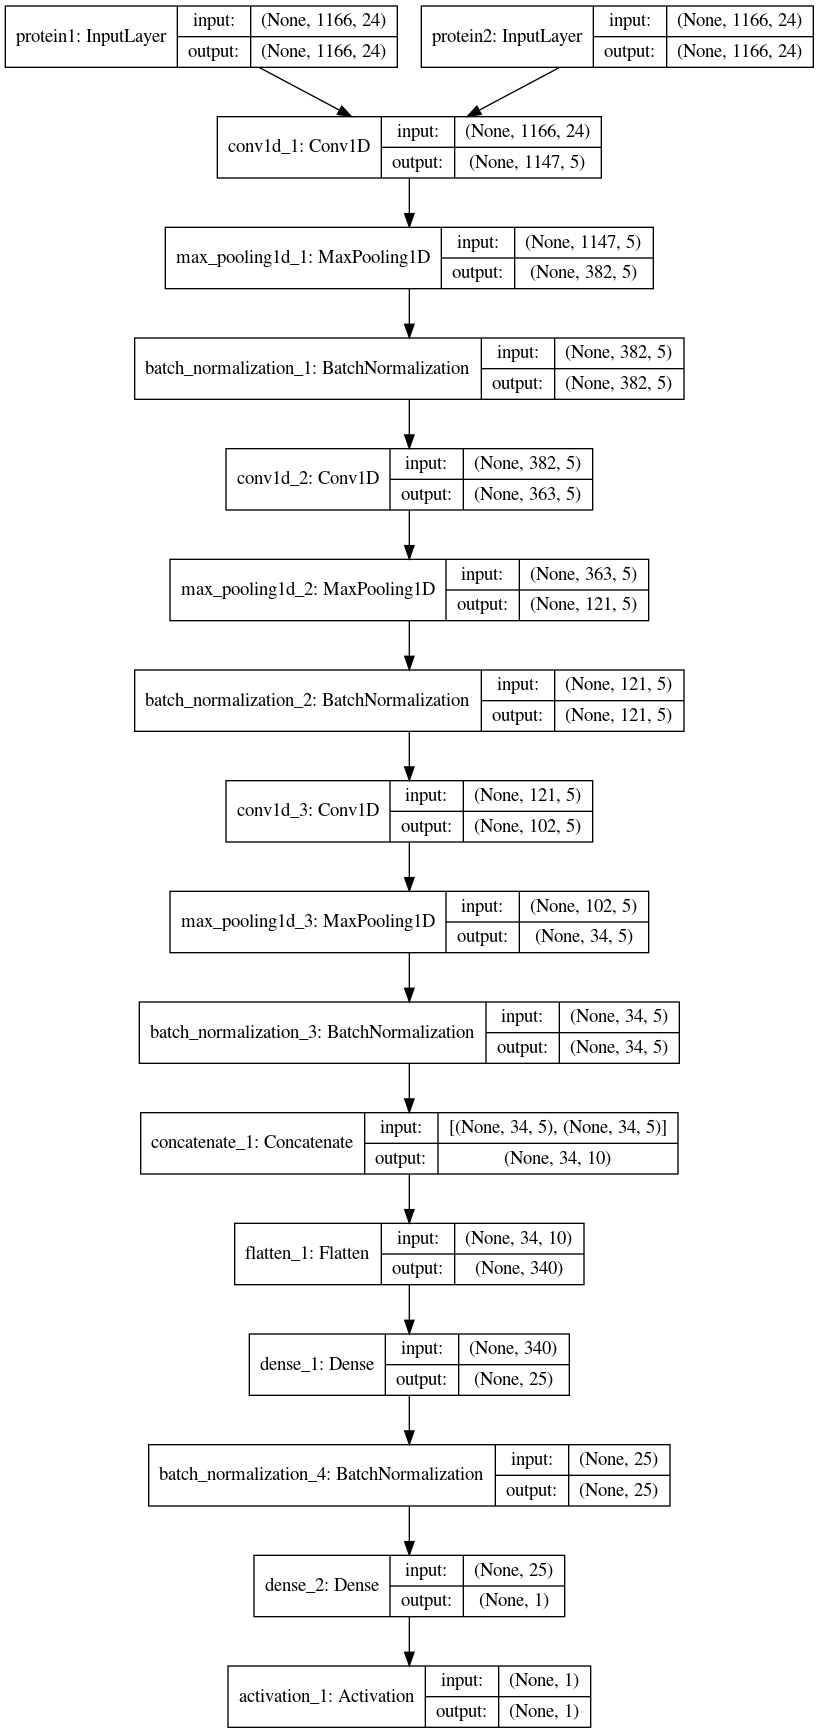 protein1: InputLayer
input: (None, 1166, 24)
output: (None, 1166, 24)
protein2: InputLayer
input: (None, 1166, 24)
output: (None, 1166, 24)
conv1d_1: Conv1D
input: (None, 1166, 24)
output: (None, 1147, 5)
max_pooling1d_1: MaxPooling1D
input: (None, 1147, 5)
output: (None, 382, 5)
batch_normalization_1: BatchNormalization
input: (None, 382, 5)
output: (None, 382, 5)
conv1d_2: Conv1D
input: (None, 382, 5)
output: (None, 363, 5)
max_pooling1d_2: MaxPooling1D
input: (None, 363, 5)
output: (None, 121, 5)
batch_normalization_2: BatchNormalization
input: (None, 121, 5)
output: (None, 121, 5)
conv1d_3: Conv1D
input: (None, 121, 5)
output: (None, 102, 5)
max_pooling1d_3: MaxPooling1D
input: (None, 102, 5)
output: (None, 34, 5)
batch_normalization_3: BatchNormalization
input: (None, 34, 5)
output: (None, 34, 5)
concatenate_1: Concatenate
input: [(None, 34, 5), (None, 34, 5)]
output: (None, 34, 10)
flatten_1: Flatten
input: (None, 34, 10)
output: (None, 340)
dense_1: Dense
input: (None, 340)
output: (None, 25)
batch_normalization_4: BatchNormalization
input: (None, 25)
output: (None, 25)
dense_2: Dense
input: (None, 25)
output: (None, 1)
activation_1: Activation
input: (None, 1)
output: (None, 1)